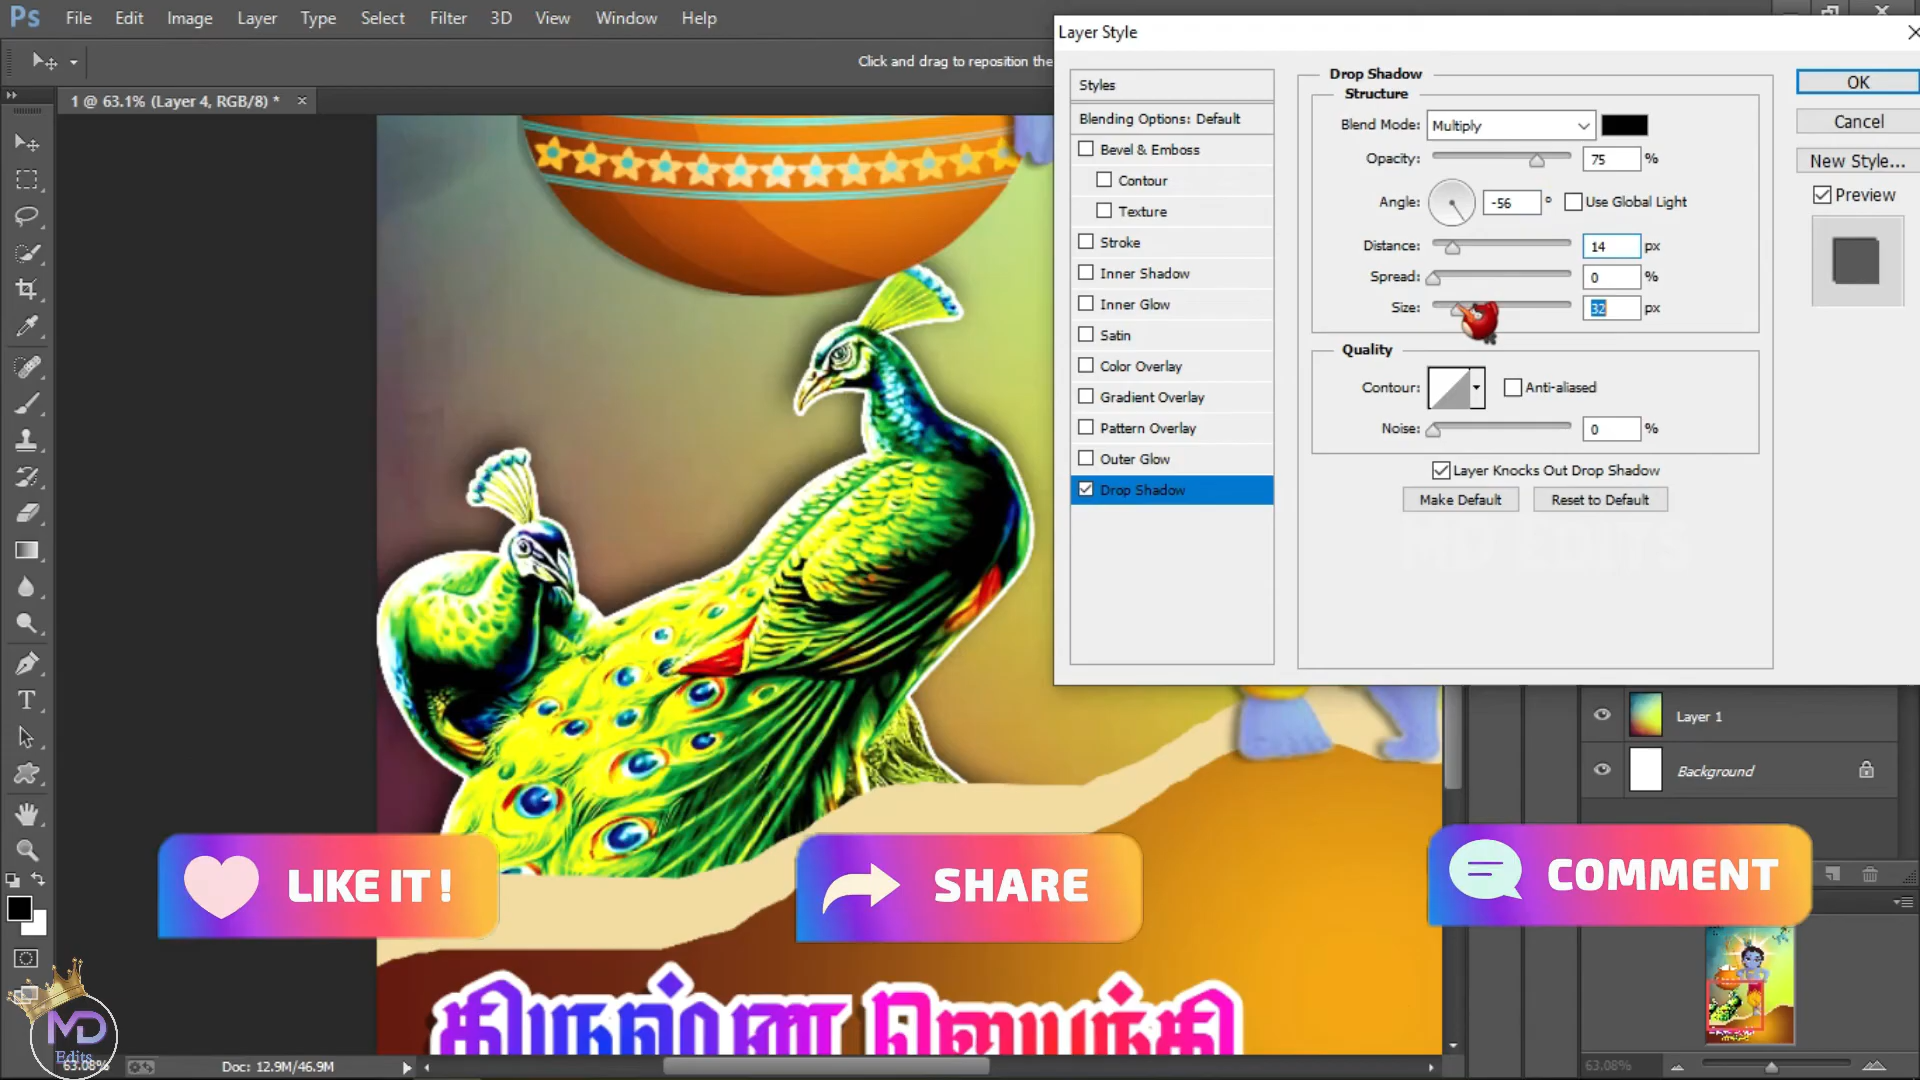 Ps File Edit Image Layer Type Select Filter 3D View Window Help
Click and drag to reposition the
1 @ 63.1% (Layer 4, RGB/8) *
Layer Style
Styles
Blending Options: Default
Bevel & Emboss
Contour
Texture
Stroke
Inner Shadow
Inner Glow
Satin
Color Overlay
Gradient Overlay
Pattern Overlay
Outer Glow
Drop Shadow
Drop Shadow
Structure
Blend Mode: Multiply
Opacity: 75 %
Angle: -56 ° Use Global Light
Distance: 14 px
Spread: 0 %
Size: 32 px
Quality
Contour: Anti-aliased
Noise: 0 %
Layer Knocks Out Drop Shadow
Make Default Reset to Default
MD EDITS
OK
Cancel
New Style...
Preview
Layer 1
Background
LIKE IT !
SHARE
COMMENT
கிருஷ்ண ஜெயந்தி
MD
Edits
63.08%
Doc: 12.9M/46.9M
63.08%